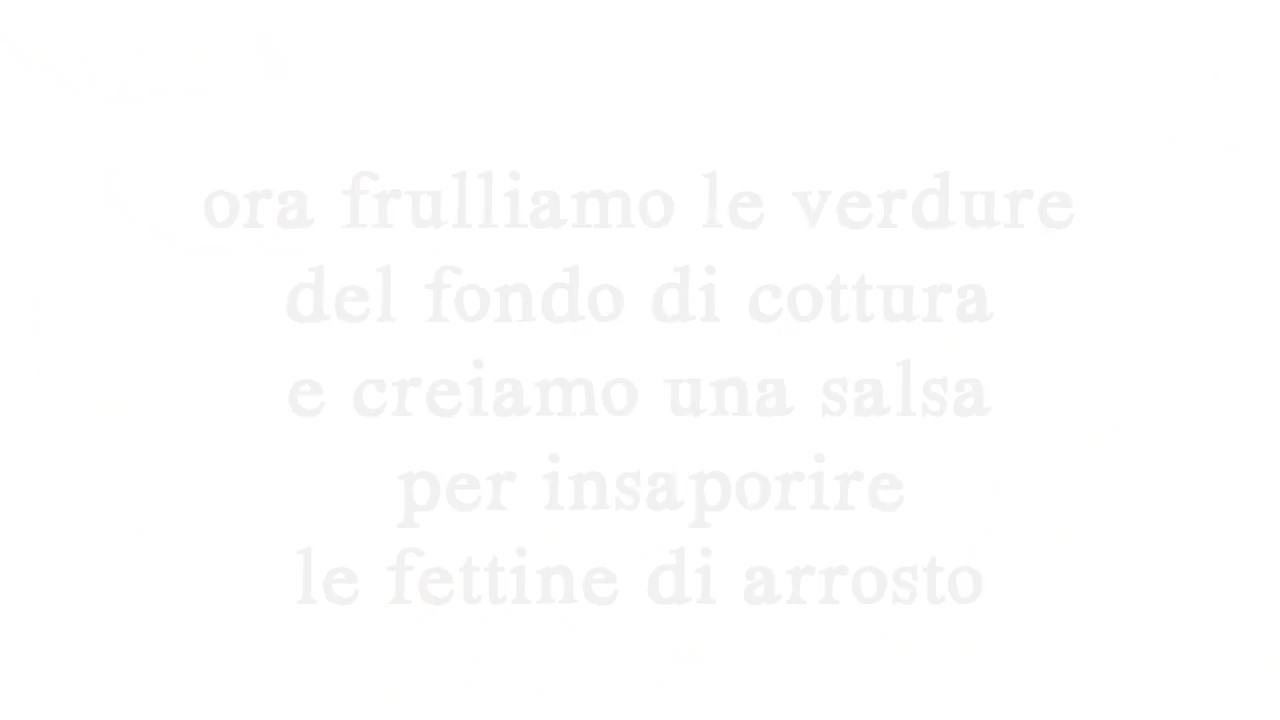 ora frulliamo le verdure
del fondo di cottura
e creiamo una salsa
per insaporire
le fettine di arrosto